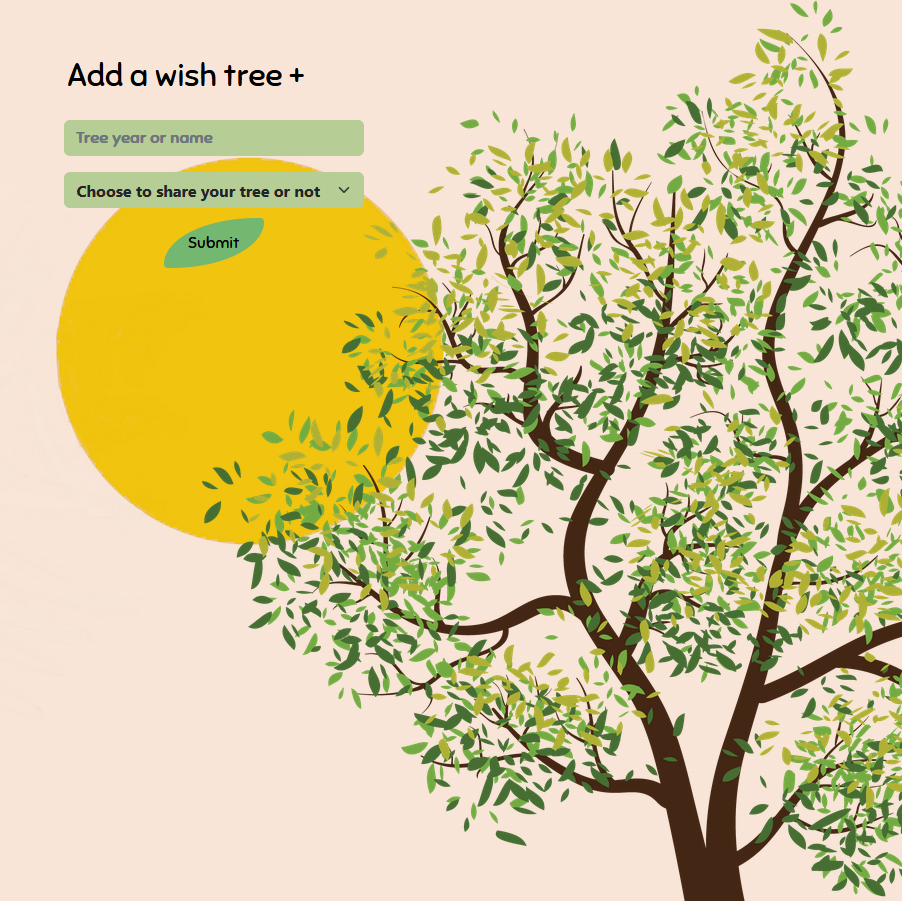 Add a wish tree +
Tree year or name
Choose to share your tree or not
Submit